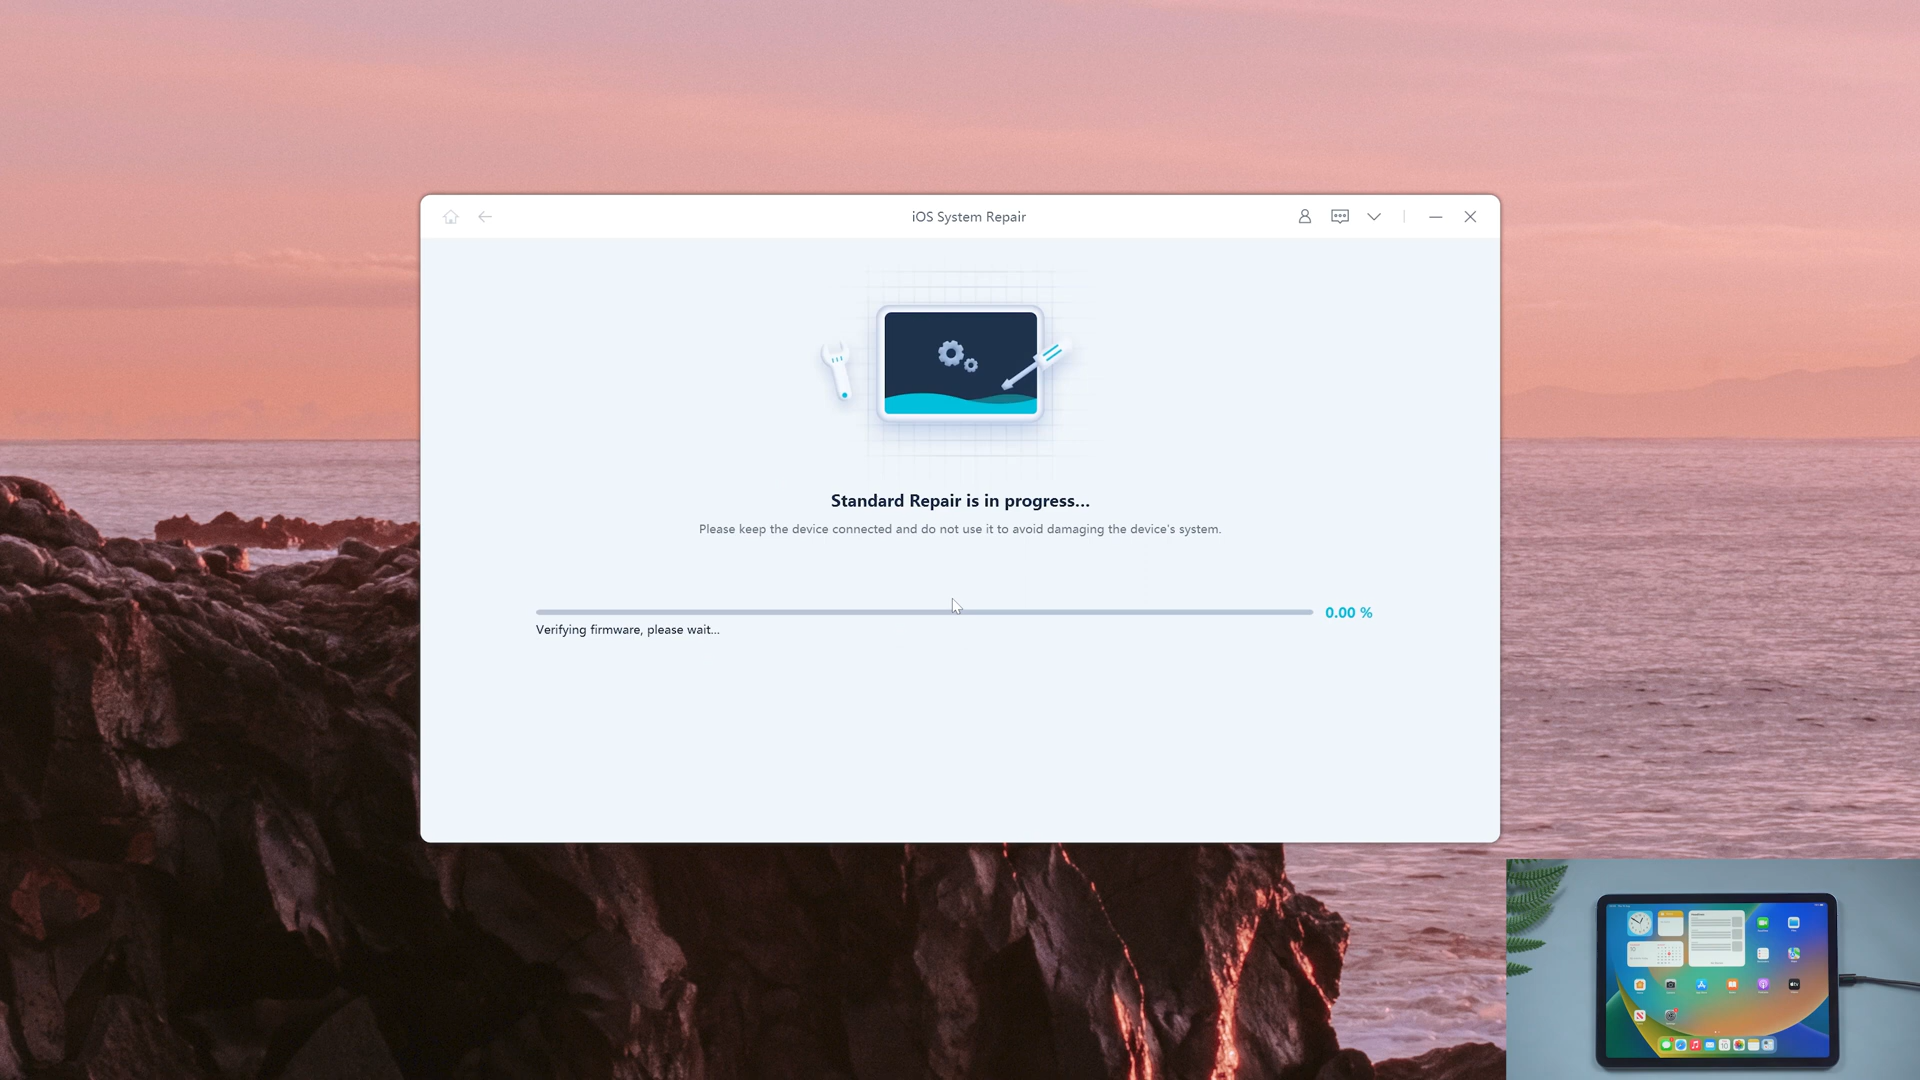 iOS System Repair
Standard Repair is in progress...
Please keep the device connected and do not use it to avoid damaging the device's system.
0.00 %
Verifying firmware, please wait...